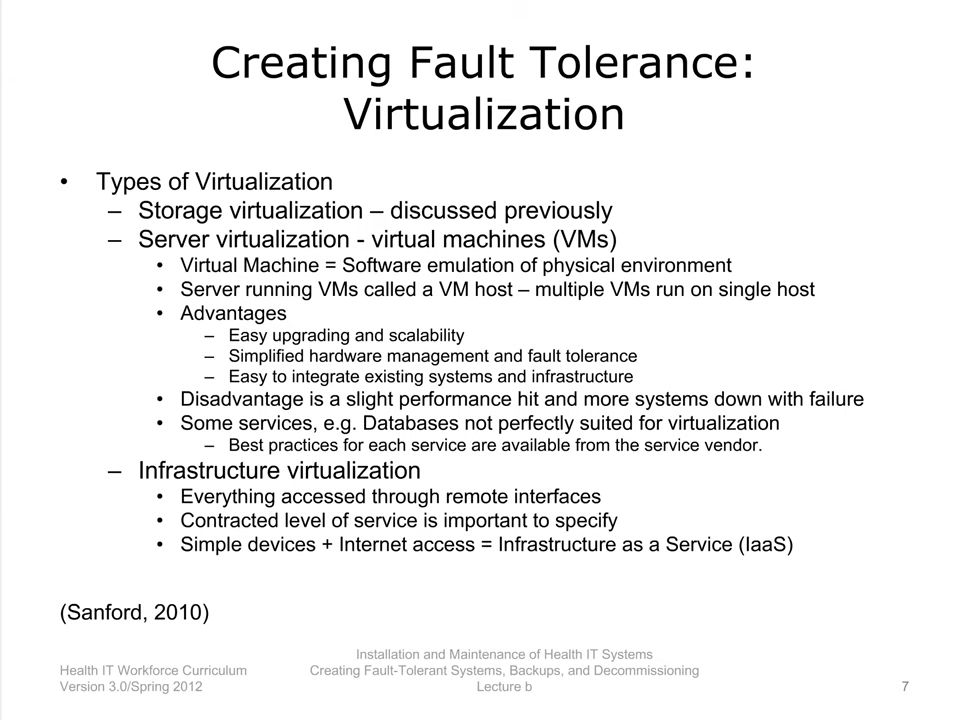 Creating Fault Tolerance:
Virtualization
• Types of Virtualization
– Storage virtualization – discussed previously
– Server virtualization - virtual machines (VMs)
• Virtual Machine = Software emulation of physical environment
• Server running VMs called a VM host – multiple VMs run on single host
• Advantages
– Easy upgrading and scalability
– Simplified hardware management and fault tolerance
– Easy to integrate existing systems and infrastructure
• Disadvantage is a slight performance hit and more systems down with failure
• Some services, e.g. Databases not perfectly suited for virtualization
– Best practices for each service are available from the service vendor.
– Infrastructure virtualization
• Everything accessed through remote interfaces
• Contracted level of service is important to specify
• Simple devices + Internet access = Infrastructure as a Service (IaaS)
(Sanford, 2010)
Health IT Workforce Curriculum
Version 3.0/Spring 2012
Installation and Maintenance of Health IT Systems
Creating Fault-Tolerant Systems, Backups, and Decommissioning
Lecture b
7